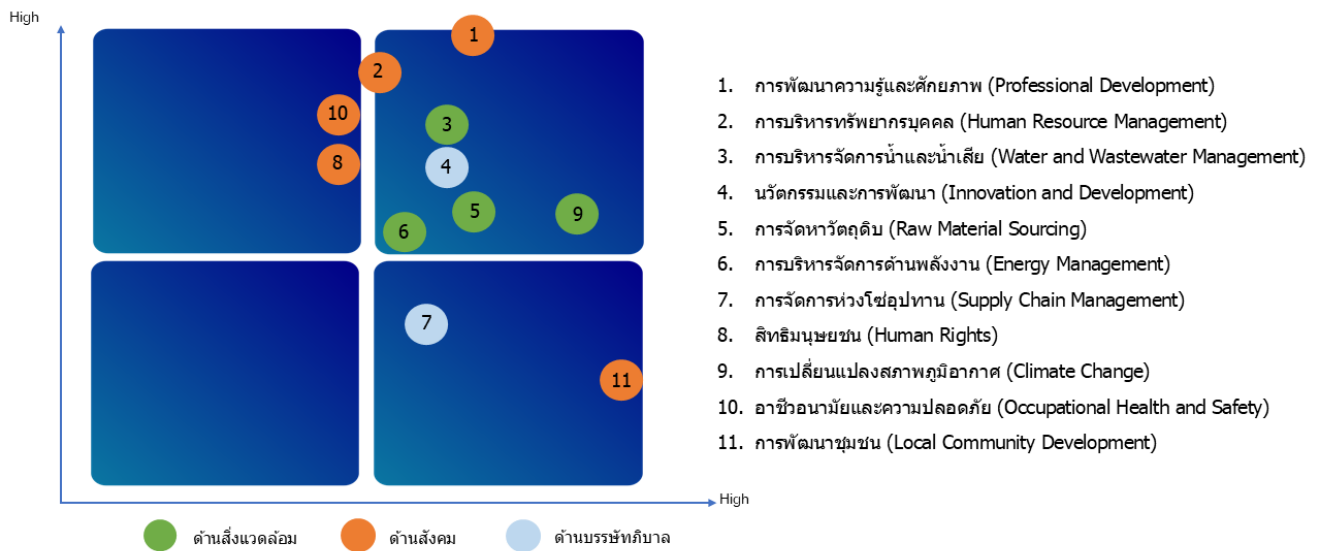 High
1
2
10
3
8
4
5
9
6
7
11
High
1. การพัฒนาความรู้และศักยภาพ (Professional Development)
2. การบริหารทรัพยากรบุคคล (Human Resource Management)
3. การบริหารจัดการน้ำและน้ำเสีย (Water and Wastewater Management)
4. นวัตกรรมและการพัฒนา (Innovation and Development)
5. การจัดหาวัตถุดิบ (Raw Material Sourcing)
6. การบริหารจัดการด้านพลังงาน (Energy Management)
7. การจัดการห่วงโซ่อุปทาน (Supply Chain Management)
8. สิทธิมนุษยชน (Human Rights)
9. การเปลี่ยนแปลงสภาพภูมิอากาศ (Climate Change)
10. อาชีวอนามัยและความปลอดภัย (Occupational Health and Safety)
11. การพัฒนาชุมชน (Local Community Development)
ด้านสิ่งแวดล้อม ด้านสังคม ด้านบรรษัทภิบาล